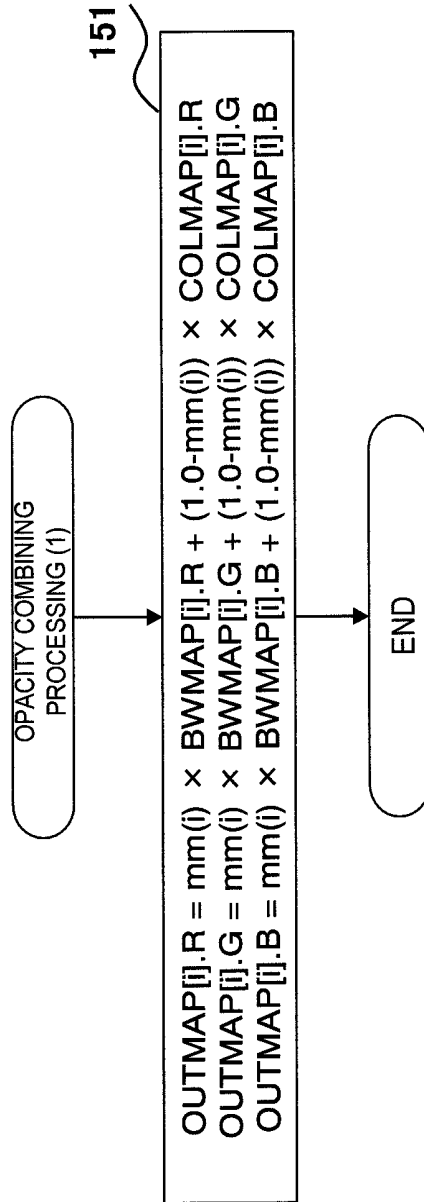 OPACITY COMBINING
PROCESSING (1)
151
OUTMAP[i].R = mm(i) × BWMAP[i].R + (1.0-mm(i)) × COLMAP[i].R
OUTMAP[i].G = mm(i) × BWMAP[i].G + (1.0-mm(i)) × COLMAP[i].G
OUTMAP[i].B = mm(i) × BWMAP[i].B + (1.0-mm(i)) × COLMAP[i].B
END